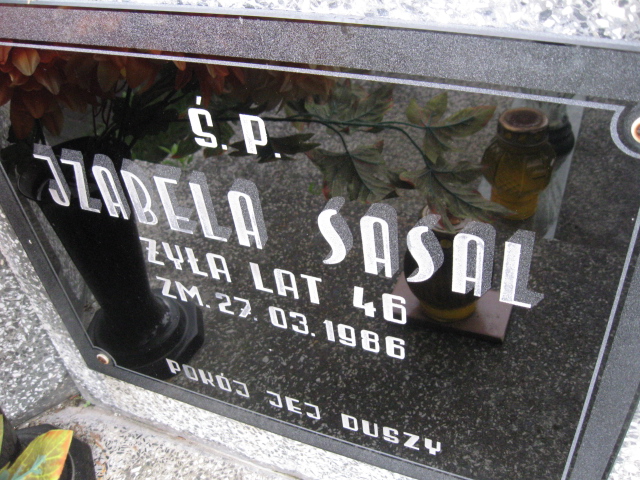 Ś. P.
IZABELA SASAL
ŻYŁA LAT 46
ZM. 27.03.1986
POKÓJ JEJ DUSZY